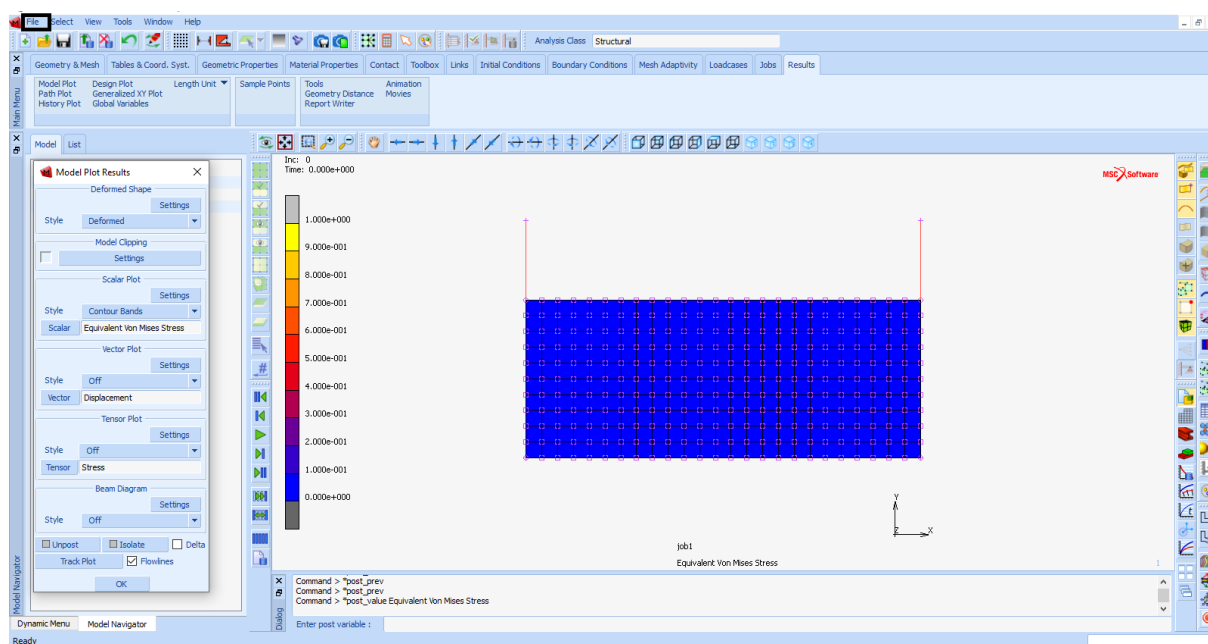 File Select View Tools Window Help
Analysis Class Structural
Geometry & Mesh Tables & Coord. Syst. Geometric Properties Material Properties Contact Toolbox Links Initial Conditions Boundary Conditions Mesh Adaptivity Loadcases Jobs Results
Main Menu
Model Plot Design Plot Length Unit Sample Points Tools Animation
Path Plot Generalized XY Plot Geometry Distance Movies
History Plot Global Variables Report Writer
Model List
Model Plot Results
Deformed Shape
Settings
Style Deformed
Model Clipping
Settings
Scalar Plot
Settings
Style Contour Bands
Scalar Equivalent Von Mises Stress
Vector Plot
Settings
Style Off
Vector Displacement
Tensor Plot
Settings
Style Off
Tensor Stress
Beam Diagram
Settings
Style Off
Unpost Isolate Delta
Track Plot Flowlines
OK
Model Navigator
Inc: 0
Time: 0.000e+000
MSC Software
1.000e+000
9.000e-001
8.000e-001
7.000e-001
6.000e-001
5.000e-001
4.000e-001
3.000e-001
2.000e-001
1.000e-001
0.000e+000
Y
Z X
job1
Equivalent Von Mises Stress
1
Dialog
Command > *post_prev
Command > *post_prev
Command > *post_value Equivalent Von Mises Stress
Enter post variable :
Dynamic Menu Model Navigator
Ready